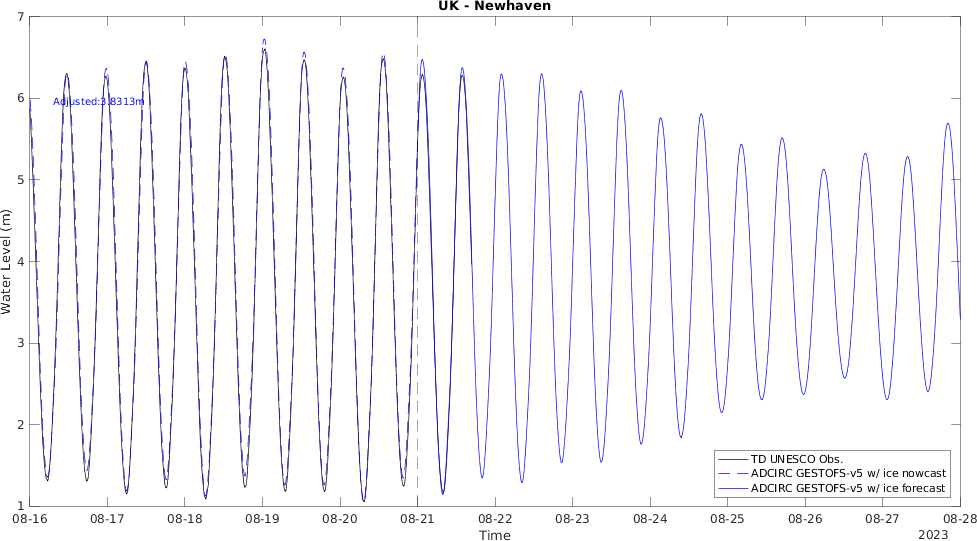 UK - Newhaven
7
6
5
4
3
2
1
Water Level (m)
Adjusted:3.8313m
TD UNESCO Obs.
ADCIRC GESTOFS-v5 w/ ice nowcast
ADCIRC GESTOFS-v5 w/ ice forecast
08-16 08-17 08-18 08-19 08-20 08-21 08-22 08-23 08-24 08-25 08-26 08-27 08-28
Time
2023